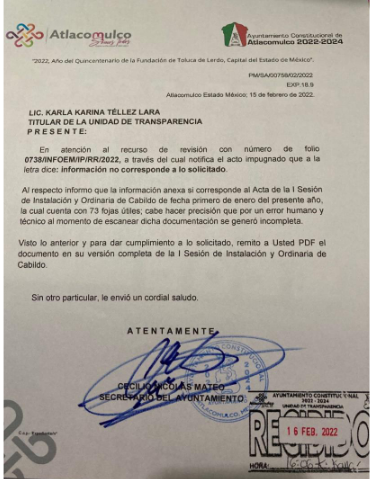 Atlacomulco
Ayuntamiento Constitucional de
Atlacomulco 2022-2024
"2022, Año del Quincentenario de la Fundación de Toluca de Lerdo, Capital del Estado de México".
PM/SA/00758/02/2022
EXP:16.9
Atlacomulco Estado México; 15 de febrero de 2022.
LIC. KARLA KARINA TÉLLEZ LARA
TITULAR DE LA UNIDAD DE TRANSPARENCIA
P R E S E N T E :
En atención al recurso de revisión con número de folio
0738/INFOEM/IP/RR/2022, a través del cual notifica el acto impugnado que a la
letra dice: información no corresponde a lo solicitado.
Al respecto informo que la información anexa si corresponde al Acta de la I Sesión
de Instalación y Ordinaria de Cabildo de fecha primero de enero del presente año,
la cual cuenta con 73 fojas útiles; cabe hacer precisión que por un error humano y
técnico al momento de escanear dicha documentación se generó incompleta.
Visto lo anterior y para dar cumplimiento a lo solicitado, remito a Usted PDF el
documento en su versión completa de la I Sesión de Instalación y Ordinaria de
Cabildo.
Sin otro particular, le envió un cordial saludo.
A T E N T A M E N T E
CECILIO NICOLÁS MATEO
SECRETARIO DEL AYUNTAMIENTO
AYUNTAMIENTO CONSTITUCIONAL
2022 - 2024
UNIDAD DE TRANSPARENCIA
RECIBIDO
16 FEB. 2022
HORA: